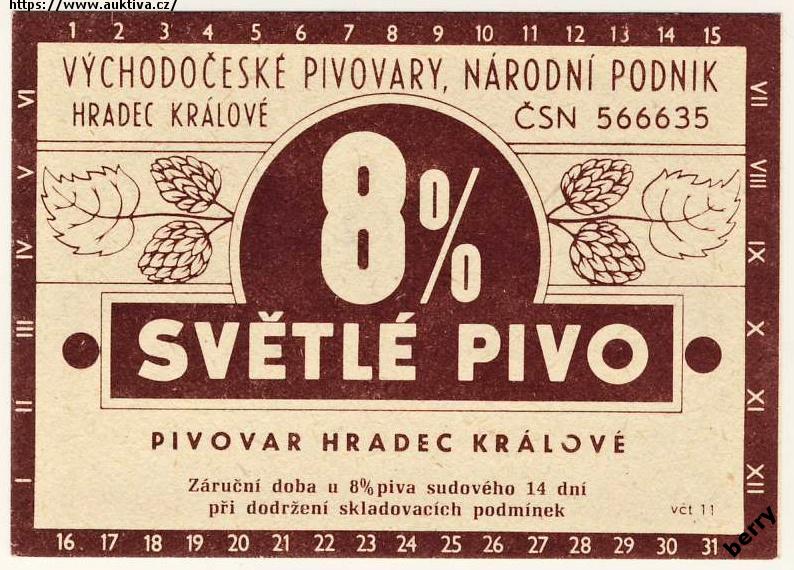 https://www.auktiva.cz/
1 2 3 4 5 6 7 8 9 10 11 12 13 14 15
VÝCHODOČESKÉ PIVOVARY, NÁRODNÍ PODNIK
HRADEC KRÁLOVÉ ČSN 566635
VI VII
V VIII
IV IX
III X
II XI
I XII
8%
SVĚTLÉ PIVO
PIVOVAR HRADEC KRÁLOVÉ
Záruční doba u 8% piva sudového 14 dní
při dodržení skladovacích podmínek
včt 11
16 17 18 19 20 21 22 23 24 25 26 27 28 29 30 31
berry